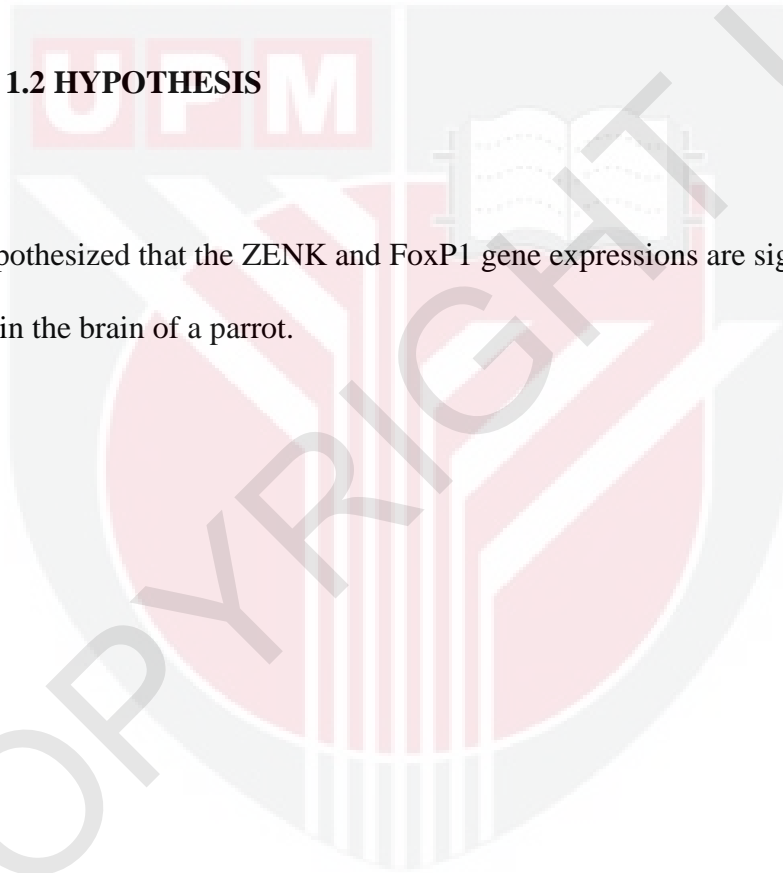 UPM
1.2 HYPOTHESIS
pothesized that the ZENK and FoxP1 gene expressions are sig
in the brain of a parrot.
OPYRIGHT U